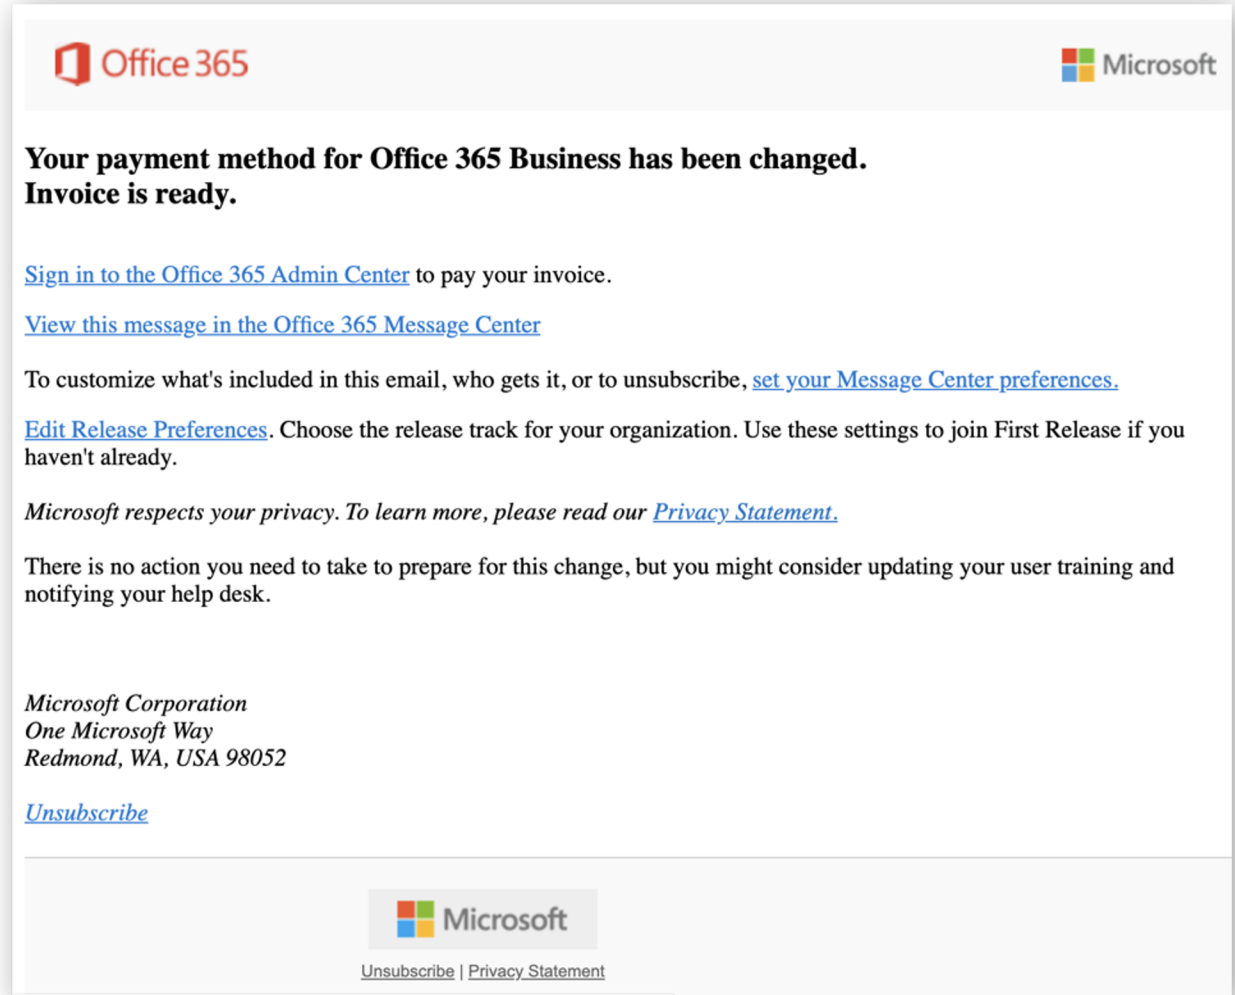 Office 365
Microsoft
Your payment method for Office 365 Business has been changed.
Invoice is ready.
Sign in to the Office 365 Admin Center to pay your invoice.
View this message in the Office 365 Message Center
To customize what's included in this email, who gets it, or to unsubscribe, set your Message Center preferences.
Edit Release Preferences. Choose the release track for your organization. Use these settings to join First Release if you
haven't already.
Microsoft respects your privacy. To learn more, please read our Privacy Statement.
There is no action you need to take to prepare for this change, but you might consider updating your user training and
notifying your help desk.
Microsoft Corporation
One Microsoft Way
Redmond, WA, USA 98052
Unsubscribe
Microsoft
Unsubscribe | Privacy Statement